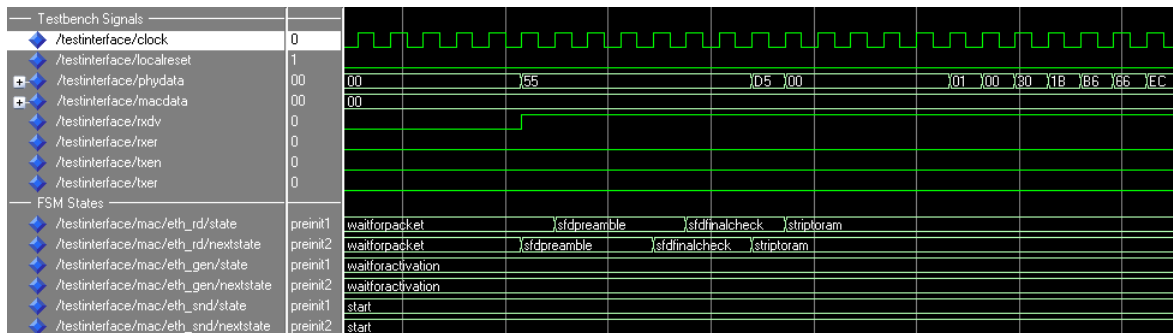 Testbench Signals
/testinterface/clock 0
/testinterface/localreset 1
/testinterface/phydata 00 00 55 D5 00 01 00 30 1B B6 66 EC
/testinterface/macdata 00 00
/testinterface/rxdv 0
/testinterface/rxer 0
/testinterface/txen 0
/testinterface/txer 0
FSM States
/testinterface/mac/eth_rd/state preinit1 waitforpacket sfdpreamble sfdfinalcheck striptoram
/testinterface/mac/eth_rd/nextstate preinit2 waitforpacket sfdpreamble sfdfinalcheck striptoram
/testinterface/mac/eth_gen/state preinit1 waitforactivation
/testinterface/mac/eth_gen/nextstate preinit2 waitforactivation
/testinterface/mac/eth_snd/state preinit1 start
/testinterface/mac/eth_snd/nextstate preinit2 start